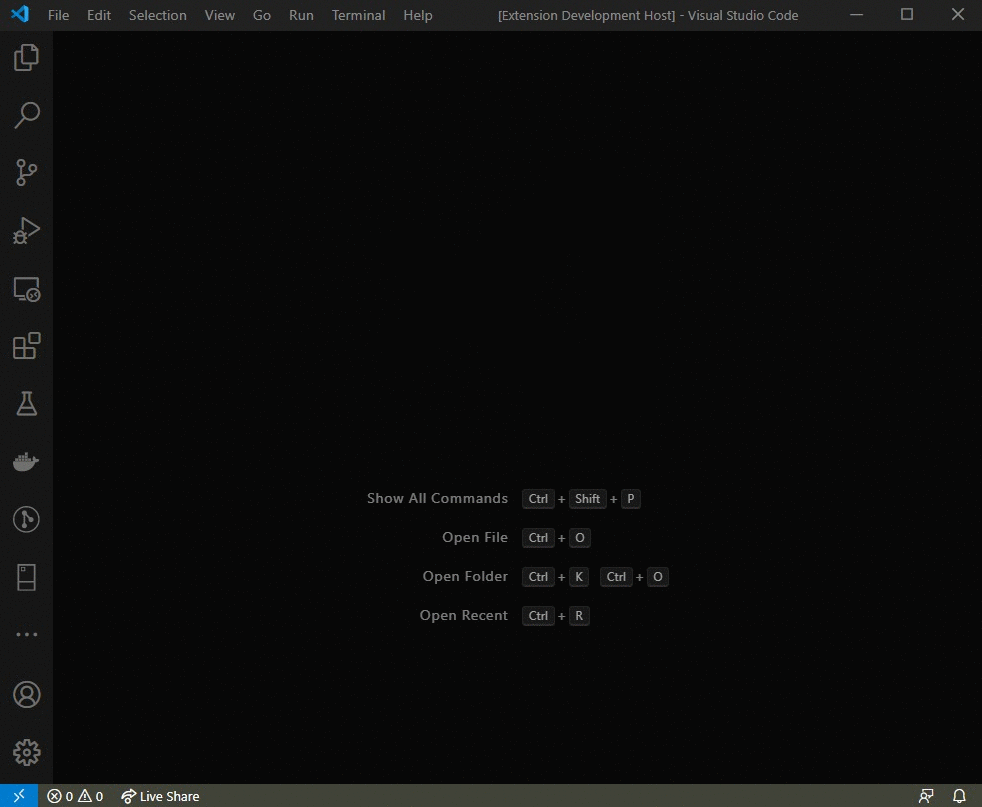 File Edit Selection View Go Run Terminal Help [Extension Development Host] - Visual Studio Code
Show All Commands Ctrl + Shift + P
Open File Ctrl + O
Open Folder Ctrl + K Ctrl + O
Open Recent Ctrl + R
0 0 Live Share